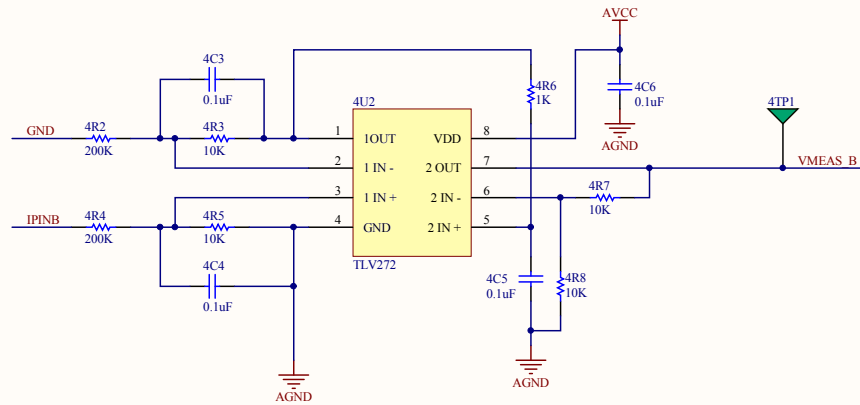 AVCC
4C3
0.1uF
4R6
1K
4C6
0.1uF
AGND
4TP1
GND
4R2
200K
4R3
10K
4U2
1
1OUT
VDD
8
2
1 IN -
2 OUT
7
VMEAS_B
3
1 IN +
2 IN -
6
4R7
10K
IPINB
4R4
200K
4R5
10K
4
GND
2 IN +
5
TLV272
4C4
0.1uF
4C5
0.1uF
4R8
10K
AGND
AGND